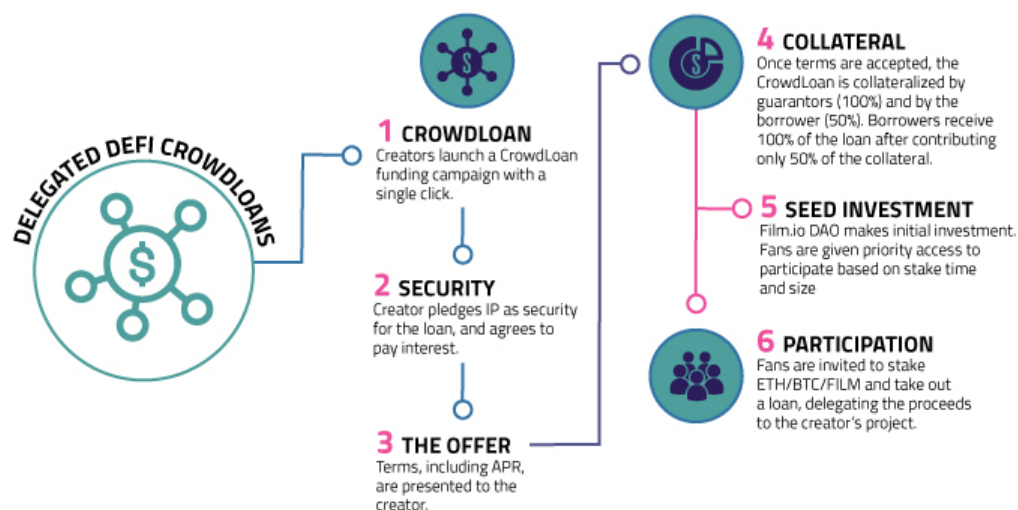 DELEGATED DEFI CROWDLOANS
$
1 CROWDLOAN
Creators launch a CrowdLoan
funding campaign with a
single click.
2 SECURITY
Creator pledges IP as security
for the loan, and agrees to
pay interest.
3 THE OFFER
Terms, including APR,
are presented to the
creator.
4 COLLATERAL
Once terms are accepted, the
CrowdLoan is collateralized by
guarantors (100%) and by the
borrower (50%). Borrowers receive
100% of the loan after contributing
only 50% of the collateral.
5 SEED INVESTMENT
Film.io DAO makes initial investment.
Fans are given priority access to
participate based on stake time
and size
6 PARTICIPATION
Fans are invited to stake
ETH/BTC/FILM and take out
a loan, delegating the proceeds
to the creator's project.